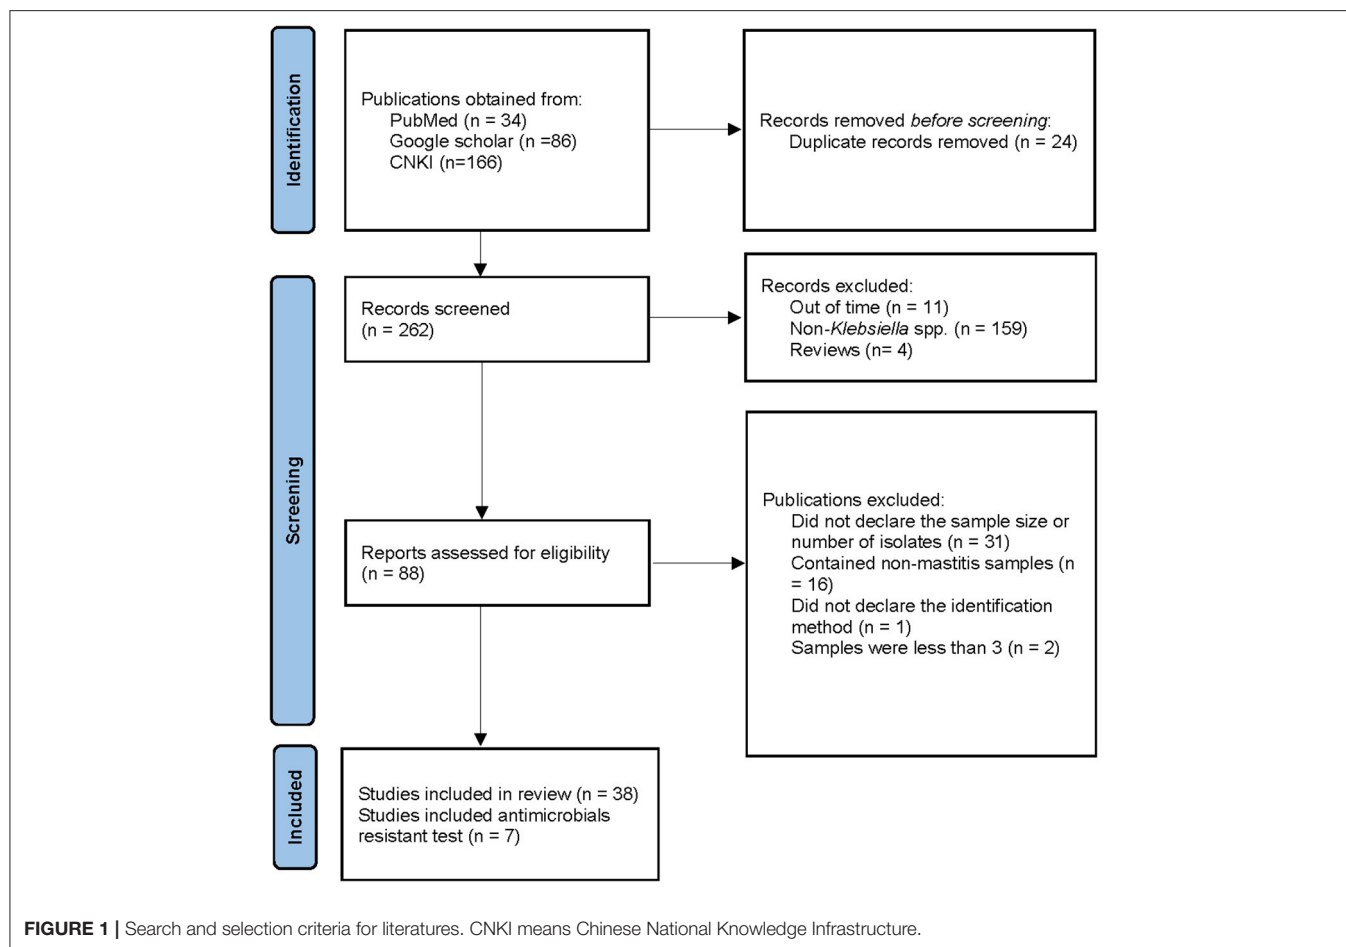 Identification
Publications obtained from:
PubMed (n = 34)
Google scholar (n =86)
CNKI (n=166)
Records removed before screening:
Duplicate records removed (n = 24)
Screening
Records screened
(n = 262)
Records excluded:
Out of time (n = 11)
Non-Klebsiella spp. (n = 159)
Reviews (n= 4)
Reports assessed for eligibility
(n = 88)
Publications excluded:
Did not declare the sample size or
number of isolates (n = 31)
Contained non-mastitis samples (n
= 16)
Did not declare the identification
method (n = 1)
Samples were less than 3 (n = 2)
Included
Studies included in review (n = 38)
Studies included antimicrobials
resistant test (n = 7)
FIGURE 1 | Search and selection criteria for literatures. CNKI means Chinese National Knowledge Infrastructure.